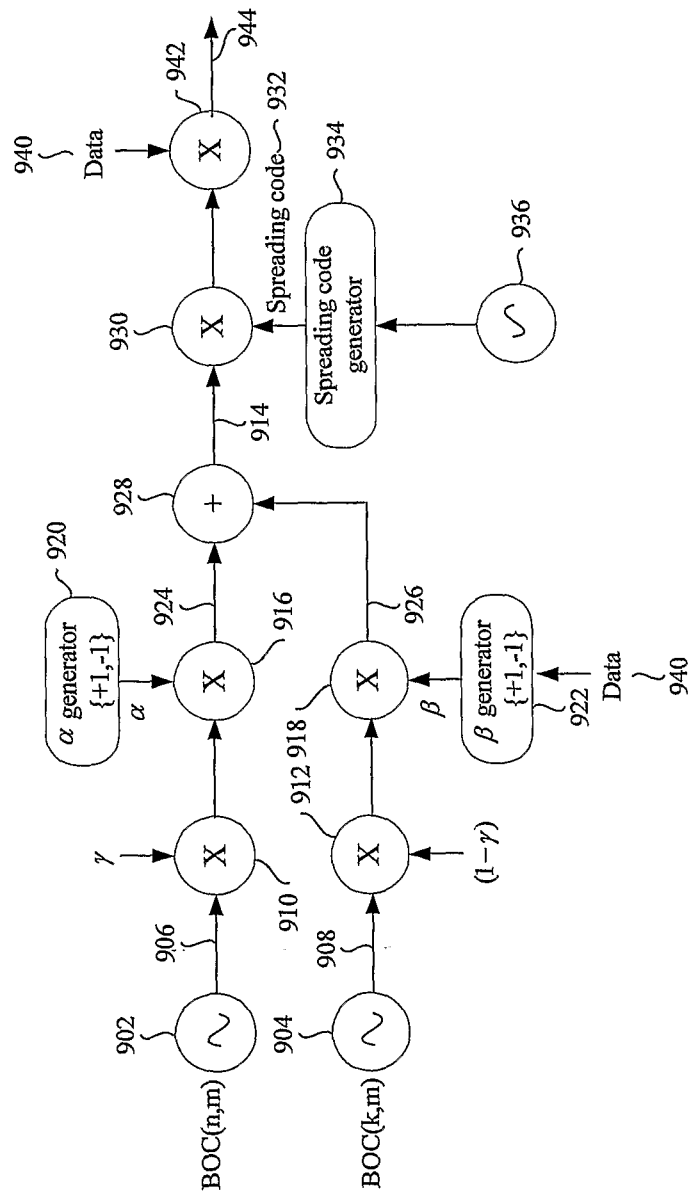 940
Data
942
944
930
Spreading code
932
934
Spreading code
generator
936
928
914
920
α generator
{+1,-1}
α
924
916
X
X
X
+
926
918
X
β
β generator
{+1,-1}
922
Data
940
γ
X
910
912
X
(1−γ)
906
908
902
904
BOC(n,m)
BOC(k,m)